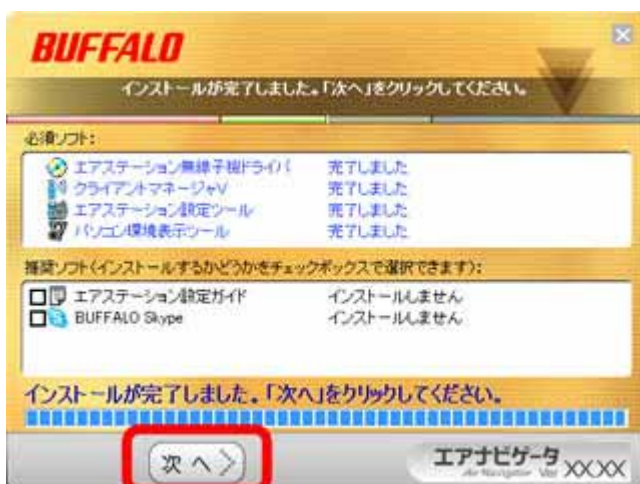 BUFFALO
インストールが完了しました。「次へ」をクリックしてください。
必須ソフト:
エアステーション無線子機ドライバ 完了しました
クライアントマネージャV 完了しました
エアステーション設定ツール 完了しました
パソコン環境表示ツール 完了しました
推奨ソフト(インストールするかどうかをチェックボックスで選択できます):
エアステーション設定ガイド インストールしません
BUFFALO Skype インストールしません
インストールが完了しました。「次へ」をクリックしてください。
次へ
エアナビゲータ
Air Navigator Ver XX.XX